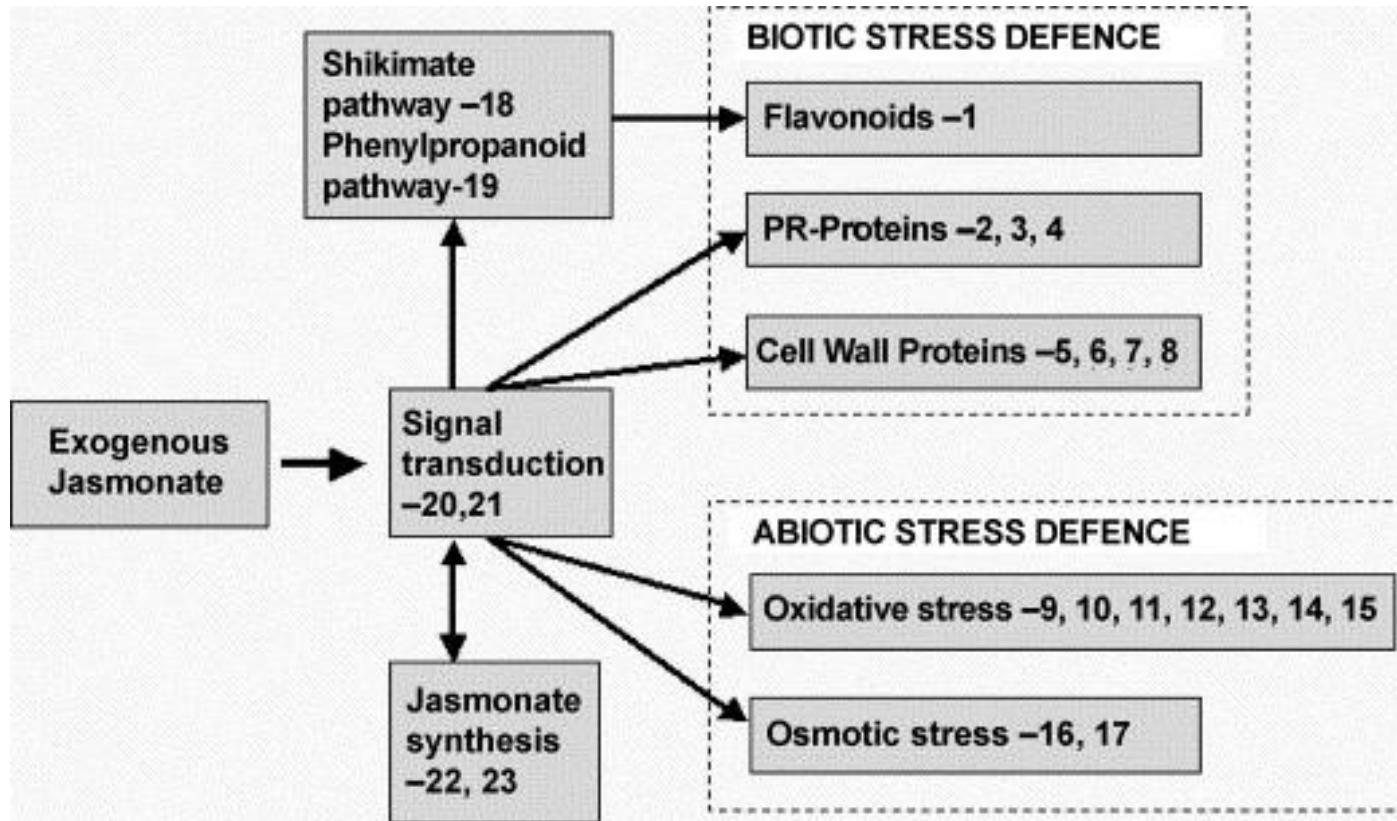 Shikimate
pathway –18
Phenylpropanoid
pathway-19
BIOTIC STRESS DEFENCE
Flavonoids –1
PR-Proteins –2, 3, 4
Cell Wall Proteins –5, 6, 7, 8
Exogenous
Jasmonate
Signal
transduction
–20,21
ABIOTIC STRESS DEFENCE
Oxidative stress –9, 10, 11, 12, 13, 14, 15
Osmotic stress –16, 17
Jasmonate
synthesis
–22, 23